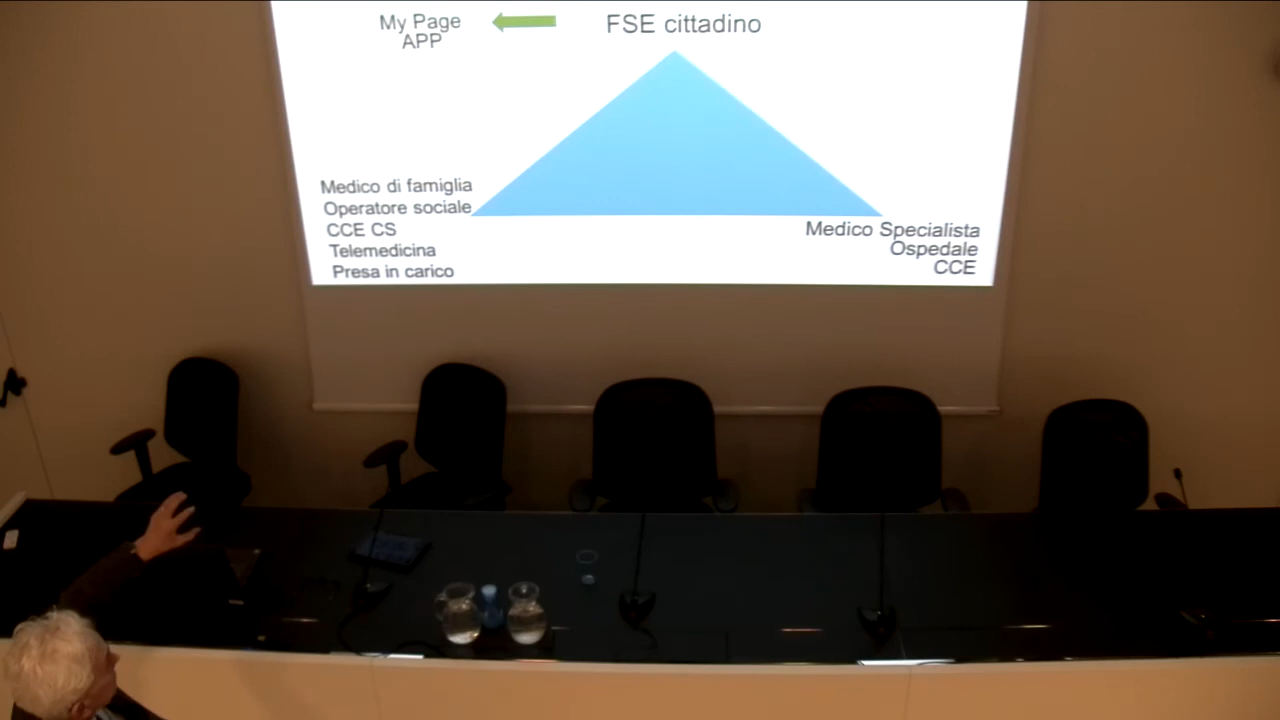 My Page
APP
FSE cittadino
Medico di famiglia
Operatore sociale
CCE CS
Telemedicina
Presa in carico
Medico Specialista
Ospedale
CCE